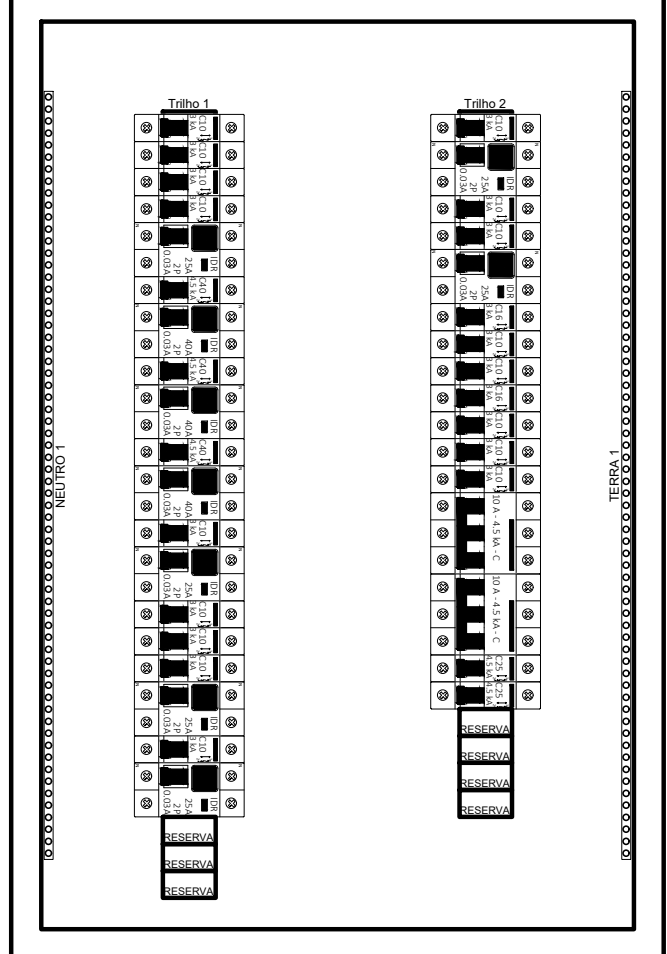 NEUTRO 1
Trilho 1
C10
3 kA
C10
3 kA
C10
3 kA
C10
3 kA
IDR
25A
2P
0.03A
C40
4.5 kA
IDR
40A
2P
0.03A
C40
4.5 kA
IDR
40A
2P
0.03A
C40
4.5 kA
IDR
40A
2P
0.03A
C10
3 kA
IDR
25A
2P
0.03A
C10
3 kA
C10
3 kA
C10
3 kA
IDR
25A
2P
0.03A
C10
3 kA
IDR
25A
2P
0.03A
RESERVA
RESERVA
RESERVA
Trilho 2
C10
3 kA
IDR
25A
2P
0.03A
C10
3 kA
C10
3 kA
IDR
25A
2P
0.03A
C16
3 kA
C10
3 kA
C10
3 kA
C16
3 kA
C10
3 kA
C10
3 kA
C10
3 kA
10 A - 4.5 kA - C
10 A - 4.5 kA - C
C25
4.5 kA
C25
4.5 kA
RESERVA
RESERVA
RESERVA
RESERVA
TERRA 1